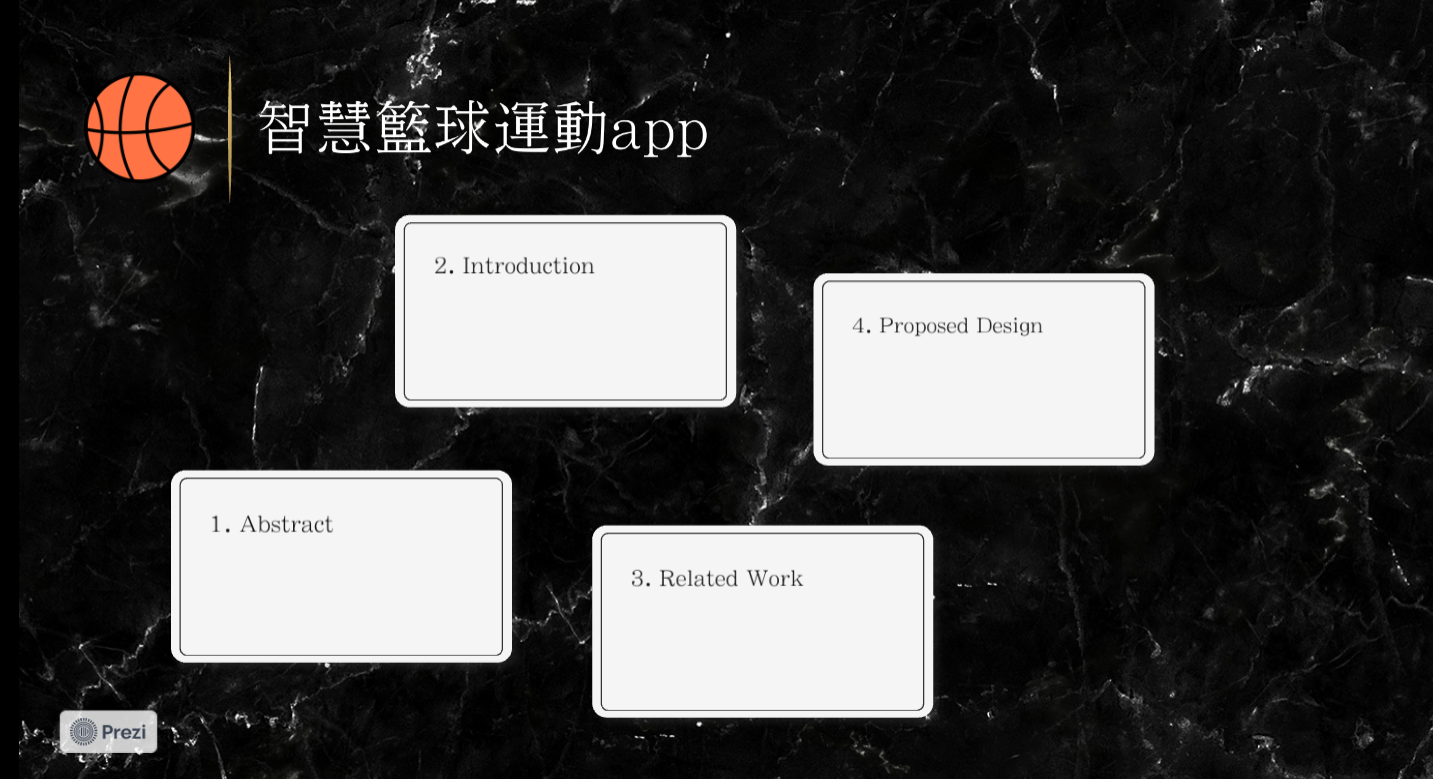 智慧籃球運動app
2. Introduction
4. Proposed Design
1. Abstract
3. Related Work
Prezi